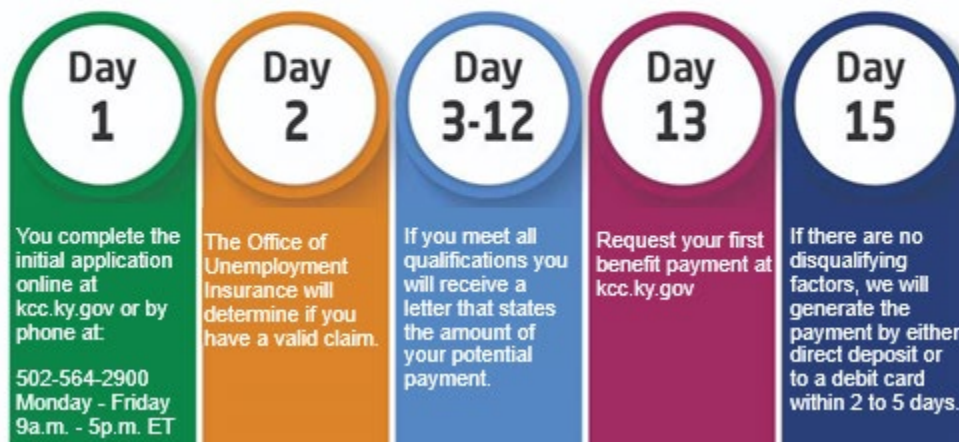 Day
1
You complete the
initial application
online at
kcc.ky.gov or by
phone at:
502-564-2900
Monday - Friday
9a.m. - 5p.m. ET
Day
2
The Office of
Unemployment
Insurance will
determine if you
have a valid claim.
Day
3-12
If you meet all
qualifications you
will receive a
letter that states
the amount of
your potential
payment.
Day
13
Request your first
benefit payment at
kcc.ky.gov
Day
15
If there are no
disqualifying
factors, we will
generate the
payment by either
direct deposit or
to a debit card
within 2 to 5 days.